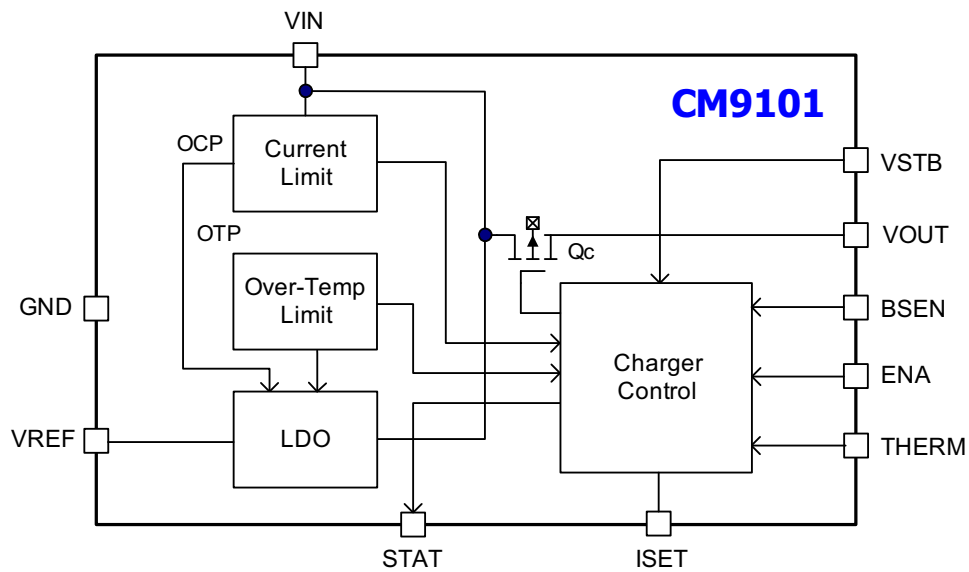 VIN
CM9101
OCP
Current
Limit
VSTB
OTP
Qc
VOUT
GND
Over-Temp
Limit
BSEN
Charger
Control
ENA
VREF
LDO
THERM
STAT
ISET